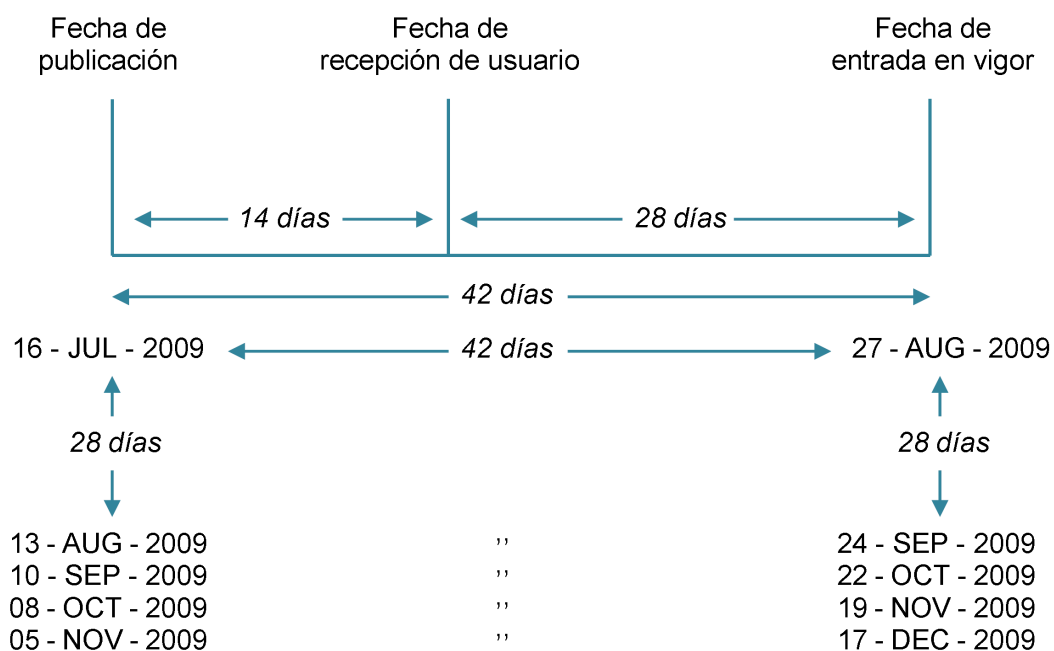 Fecha de publicación
Fecha de recepción de usuario
Fecha de entrada en vigor
14 días
28 días
42 días
16 - JUL - 2009
42 días
27 - AUG - 2009
28 días
28 días
13 - AUG - 2009 ’’ 24 - SEP - 2009
10 - SEP - 2009 ’’ 22 - OCT - 2009
08 - OCT - 2009 ’’ 19 - NOV - 2009
05 - NOV - 2009 ’’ 17 - DEC - 2009